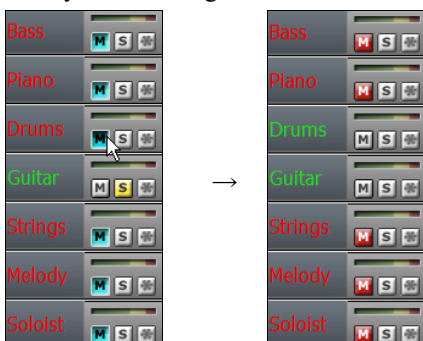 Bass M S Bass M S
Piano M S Piano M S
Drums M S Drums M S
Guitar M S → Guitar M S
Strings M S Strings M S
Melody M S Melody M S
Soloist M S Soloist M S